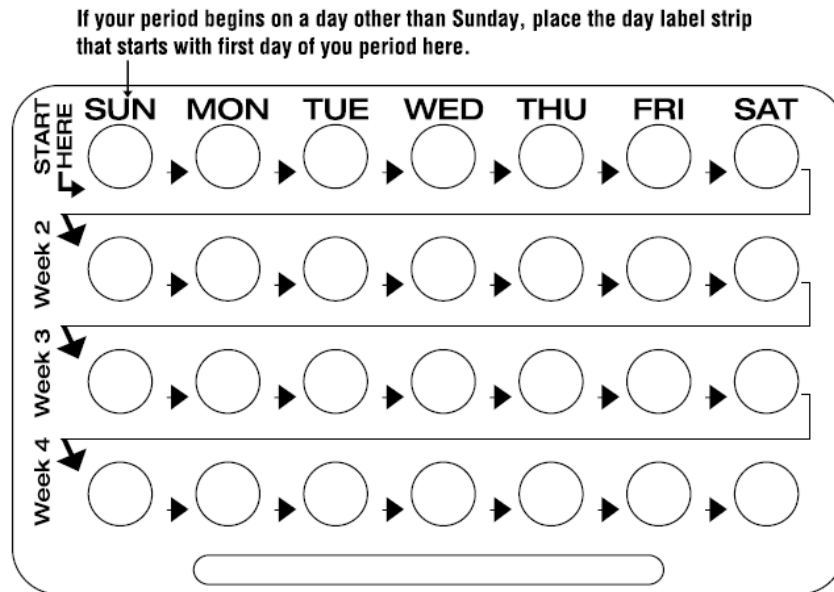 If your period begins on a day other than Sunday, place the day label strip
that starts with first day of you period here.
SUN MON TUE WED THU FRI SAT
START
HERE
Week 2
Week 3
Week 4